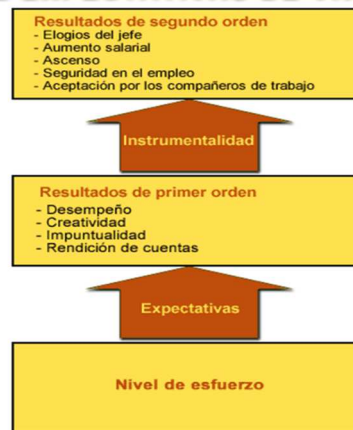 Resultados de segundo orden
- Elogios del jefe
- Aumento salarial
- Ascenso
- Seguridad en el empleo
- Aceptación por los compañeros de trabajo
Instrumentalidad
Resultados de primer orden
- Desempeño
- Creatividad
- Impuntualidad
- Rendición de cuentas
Expectativas
Nivel de esfuerzo